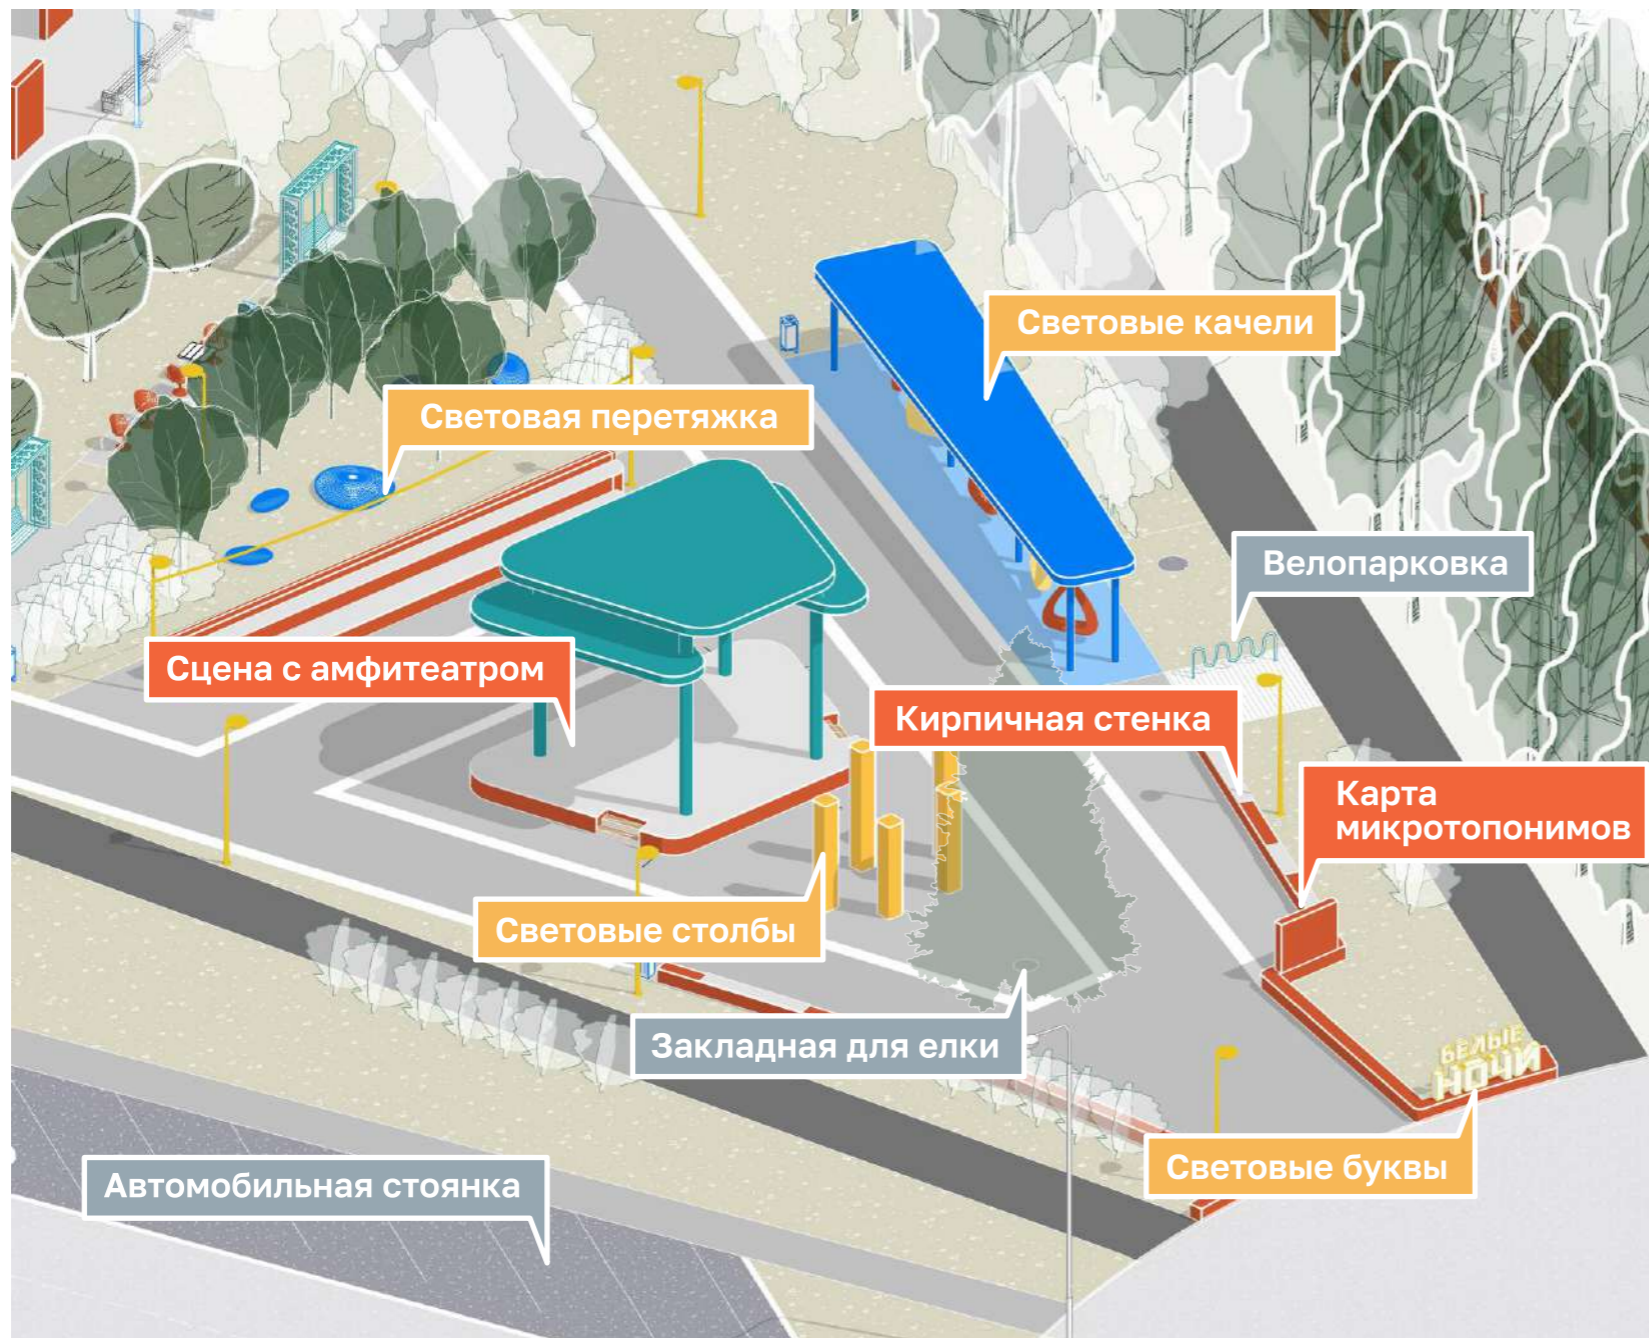 Световые качели
Световая перетяжка
Велопарковка
Сцена с амфитеатром
Кирпичная стенка
Карта
микротопонимов
Световые столбы
Закладная для елки
БЕЛЫЕ
НОЧИ
Световые буквы
Автомобильная стоянка